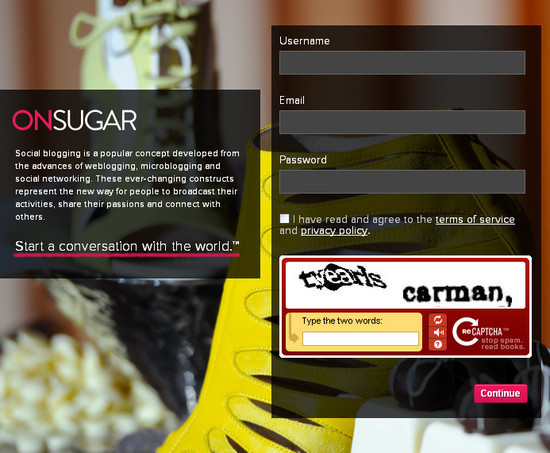 ONSUGAR
Social blogging is a popular concept developed from
the advances of weblogging, microblogging and
social networking. These ever-changing constructs
represent the new way for people to broadcast their
activities, share their passions and connect with
others.
Start a conversation with the world.™
Username
Email
Password
I have read and agree to the terms of service
and privacy policy.
carman,
Type the two words:
reCAPTCHA™
stop spam.
read books.
Continue